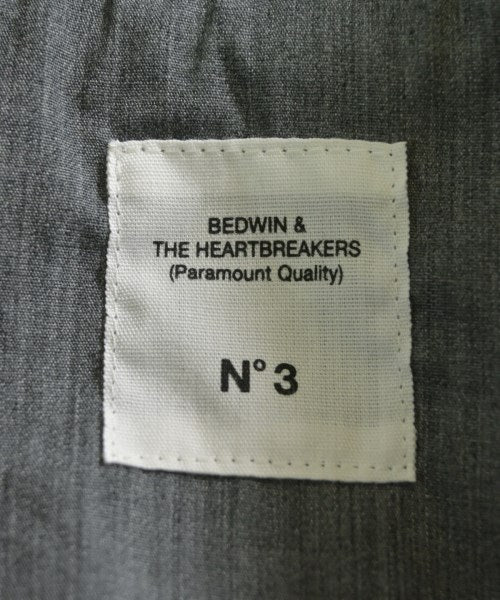 BEDWIN &
THE HEARTBREAKERS
(Paramount Quality)
N° 3